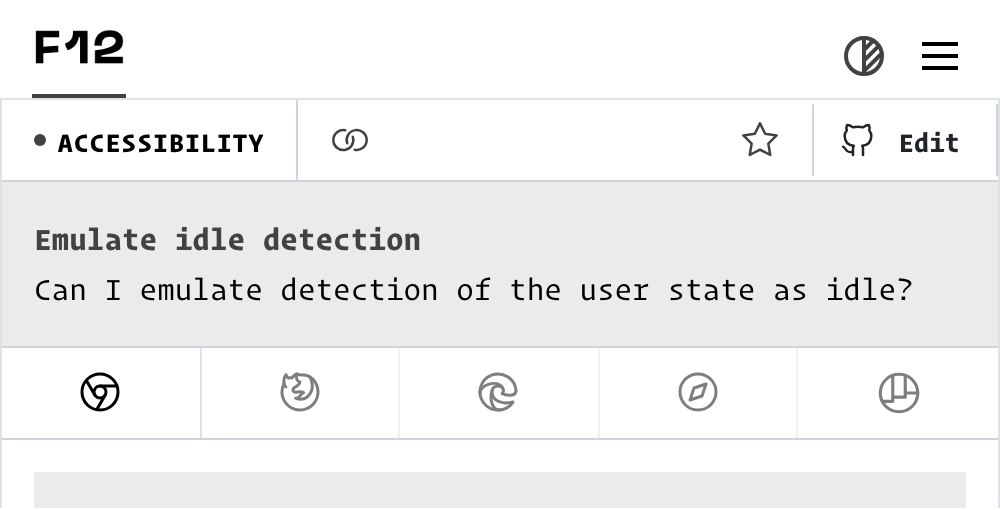 F12
ACCESSIBILITY
Edit
Emulate idle detection
Can I emulate detection of the user state as idle?